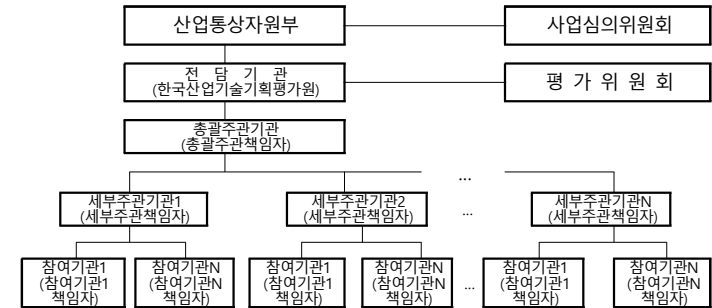 산업통상자원부
사업심의위원회
전 담 기 관
(한국산업기술기획평가원)
평 가 위 원 회
총괄주관기관
(총괄주관책임자)
...
세부주관기관1
(세부주관책임자)
세부주관기관2
(세부주관책임자)
...
세부주관기관N
(세부주관책임자)
참여기관1
(참여기관1
책임자)
참여기관N
(참여기관N
책임자)
참여기관1
(참여기관1
책임자)
참여기관N
(참여기관N
책임자)
...
참여기관1
(참여기관1
책임자)
참여기관N
(참여기관N
책임자)